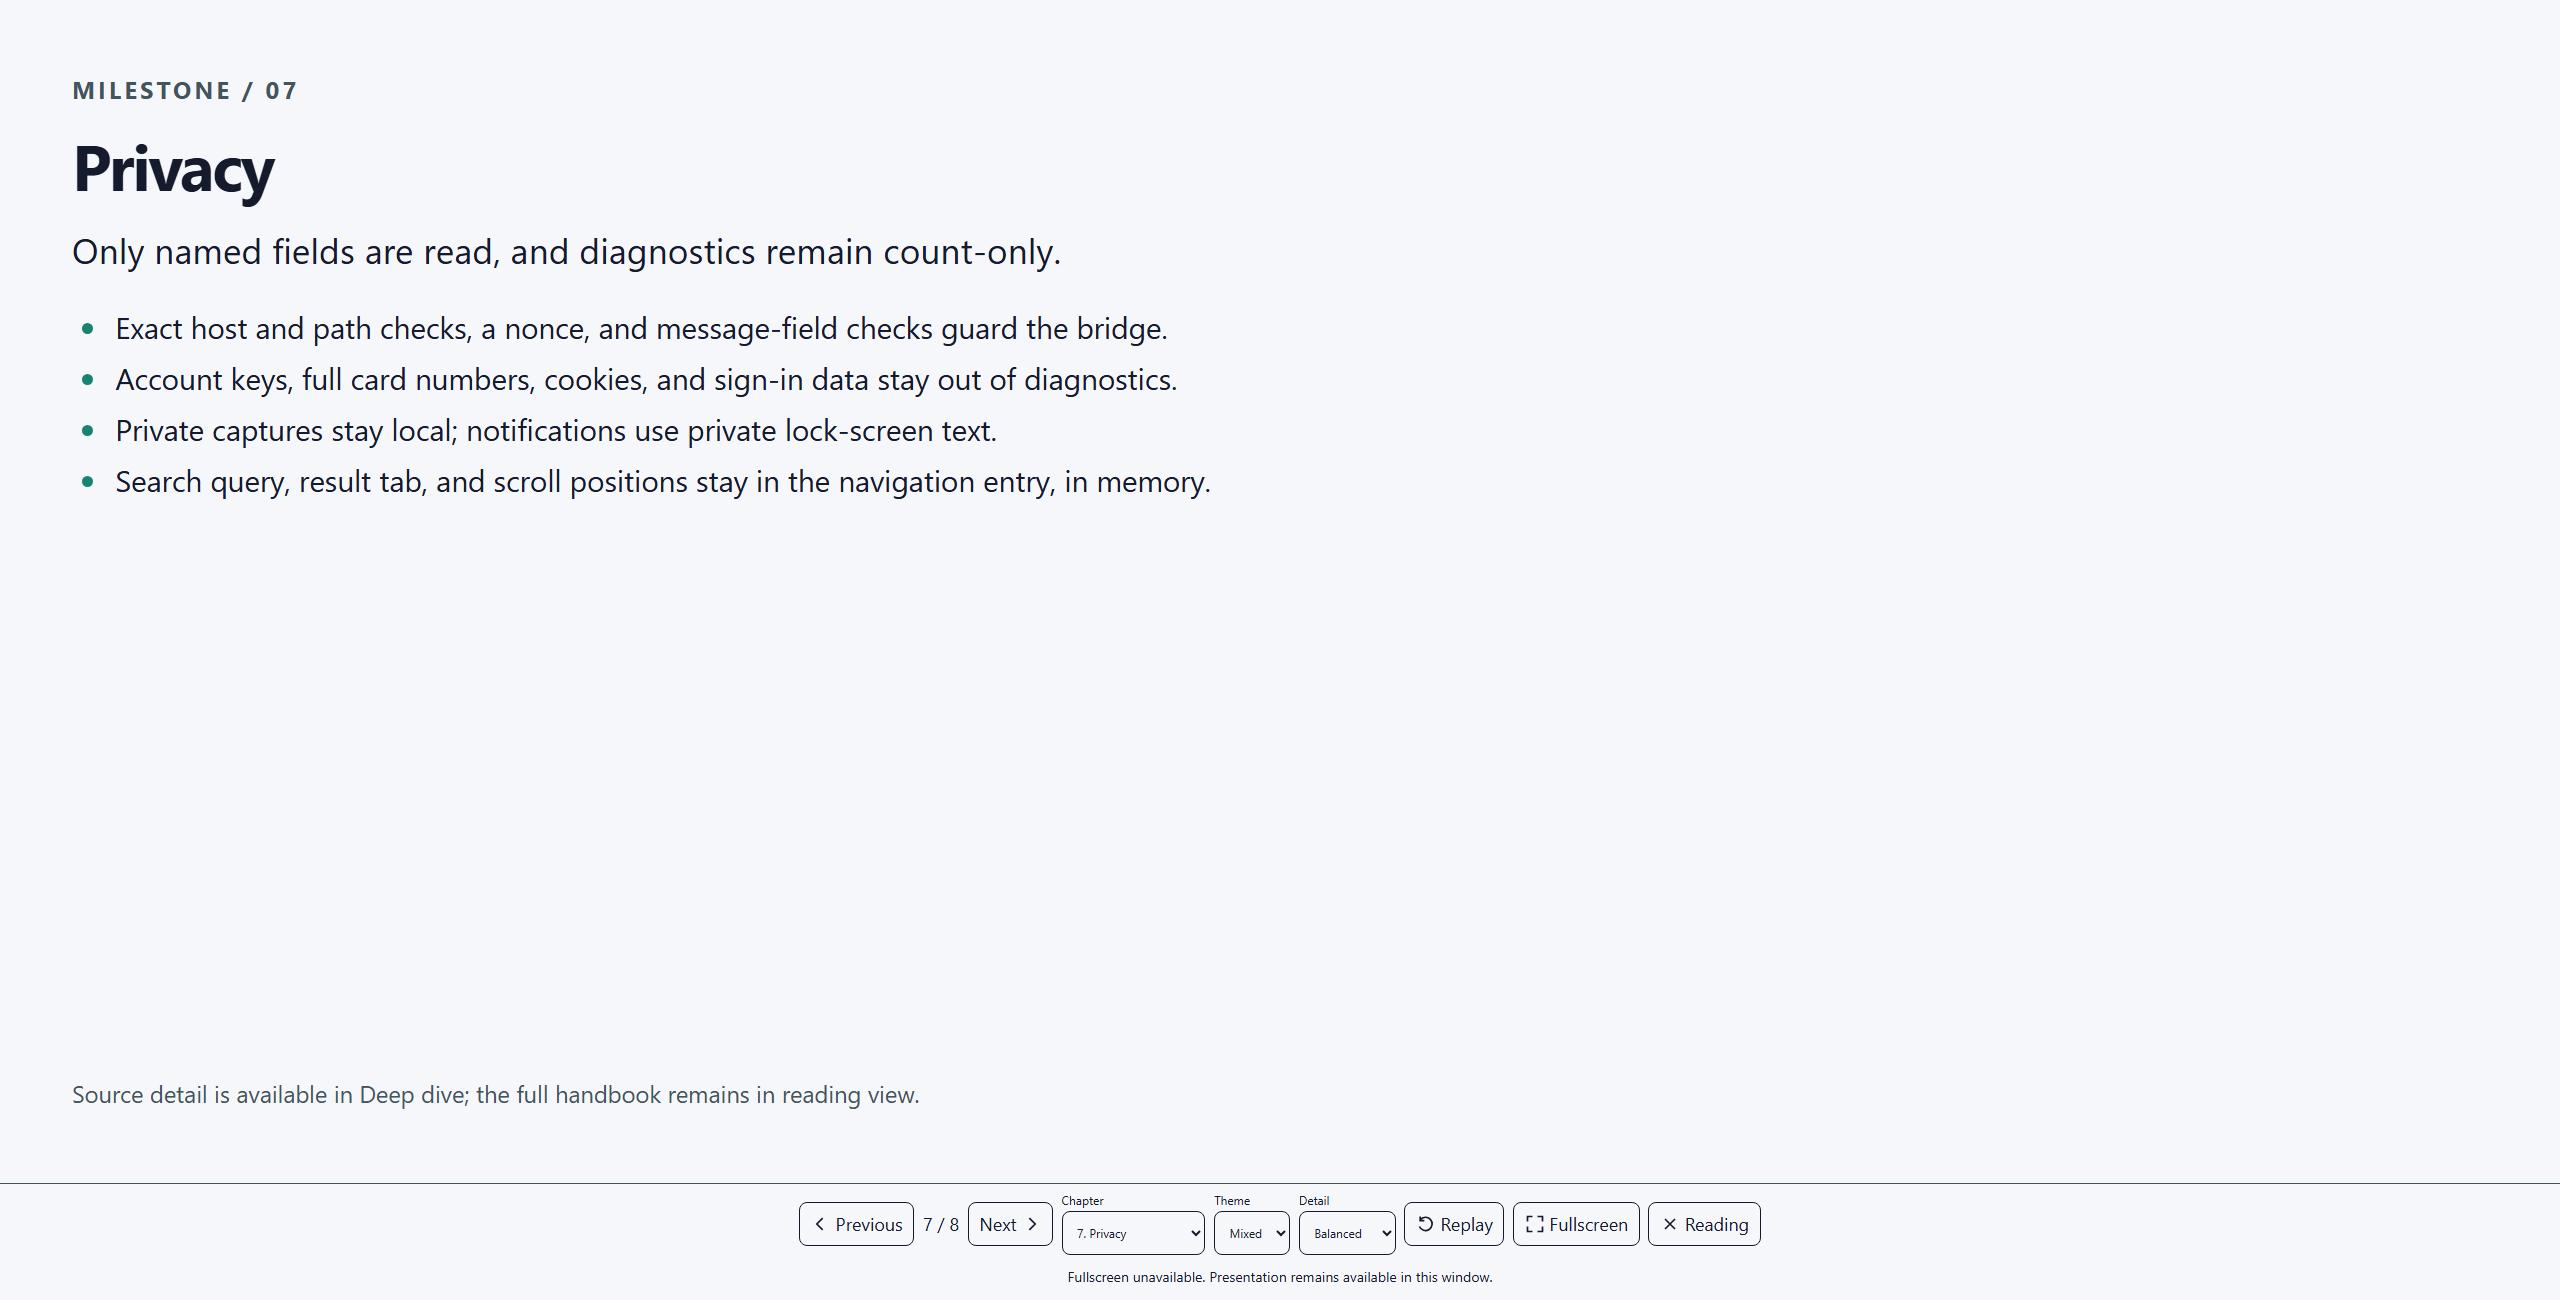 MILESTONE / 07
Privacy
Only named fields are read, and diagnostics remain count-only.
Exact host and path checks, a nonce, and message-field checks guard the bridge.
Account keys, full card numbers, cookies, and sign-in data stay out of diagnostics.
Private captures stay local; notifications use private lock-screen text.
Search query, result tab, and scroll positions stay in the navigation entry, in memory.
Source detail is available in Deep dive; the full handbook remains in reading view.
Chapter Theme Detail
Previous 7 / 8 Next 7. Privacy Mixed Balanced Replay Fullscreen Reading
Fullscreen unavailable. Presentation remains available in this window.